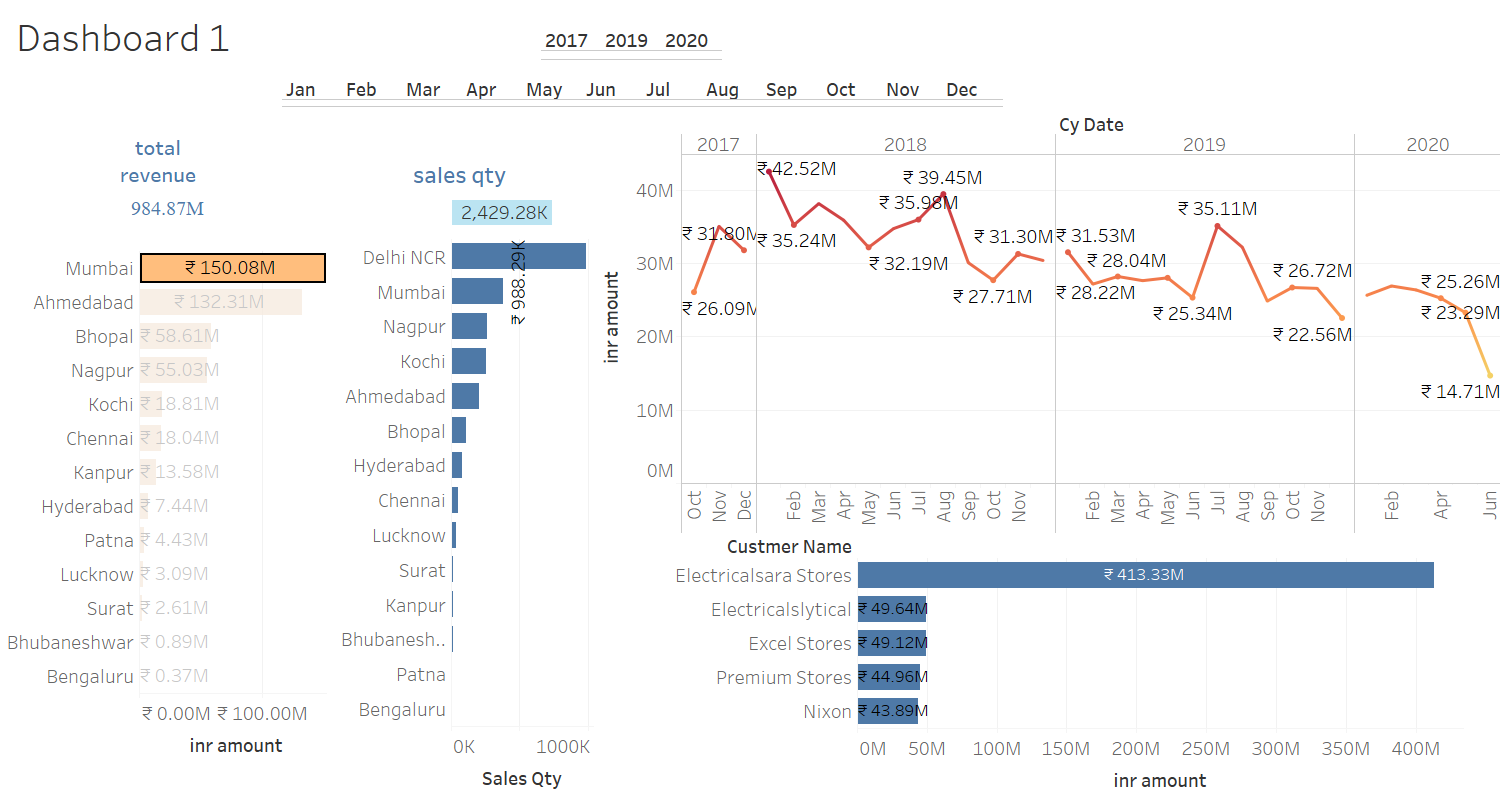 Dashboard 1
2017 2019 2020
Jan Feb Mar Apr May Jun Jul Aug Sep Oct Nov Dec
total
revenue
984.87M
Mumbai ₹ 150.08M
Ahmedabad ₹ 132.31M
Bhopal ₹ 58.61M
Nagpur ₹ 55.03M
Kochi ₹ 18.81M
Chennai ₹ 18.04M
Kanpur ₹ 13.58M
Hyderabad ₹ 7.44M
Patna ₹ 4.43M
Lucknow ₹ 3.09M
Surat ₹ 2.61M
Bhubaneshwar ₹ 0.89M
Bengaluru ₹ 0.37M
₹ 0.00M ₹ 100.00M
inr amount
sales qty
2,429.28K
Delhi NCR ₹ 988.29K
Mumbai
Nagpur
Kochi
Ahmedabad
Bhopal
Hyderabad
Chennai
Lucknow
Surat
Kanpur
Bhubanesh..
Patna
Bengaluru
0K 1000K
Sales Qty
Cy Date
2017 2018 2019 2020
inr amount
40M
30M
20M
10M
0M
₹ 26.09M
₹ 31.80M
₹ 42.52M
₹ 35.24M
₹ 32.19M
₹ 35.98M
₹ 39.45M
₹ 27.71M
₹ 31.30M
₹ 31.53M
₹ 28.22M
₹ 28.04M
₹ 25.34M
₹ 35.11M
₹ 26.72M
₹ 22.56M
₹ 25.26M
₹ 23.29M
₹ 14.71M
Oct Nov Dec Feb Mar Apr May Jun Jul Aug Sep Oct Nov Feb Mar Apr May Jun Jul Aug Sep Oct Nov Feb Apr Jun
Custmer Name
Electricalsara Stores ₹ 413.33M
Electricalslytical ₹ 49.64M
Excel Stores ₹ 49.12M
Premium Stores ₹ 44.96M
Nixon ₹ 43.89M
0M 50M 100M 150M 200M 250M 300M 350M 400M
inr amount